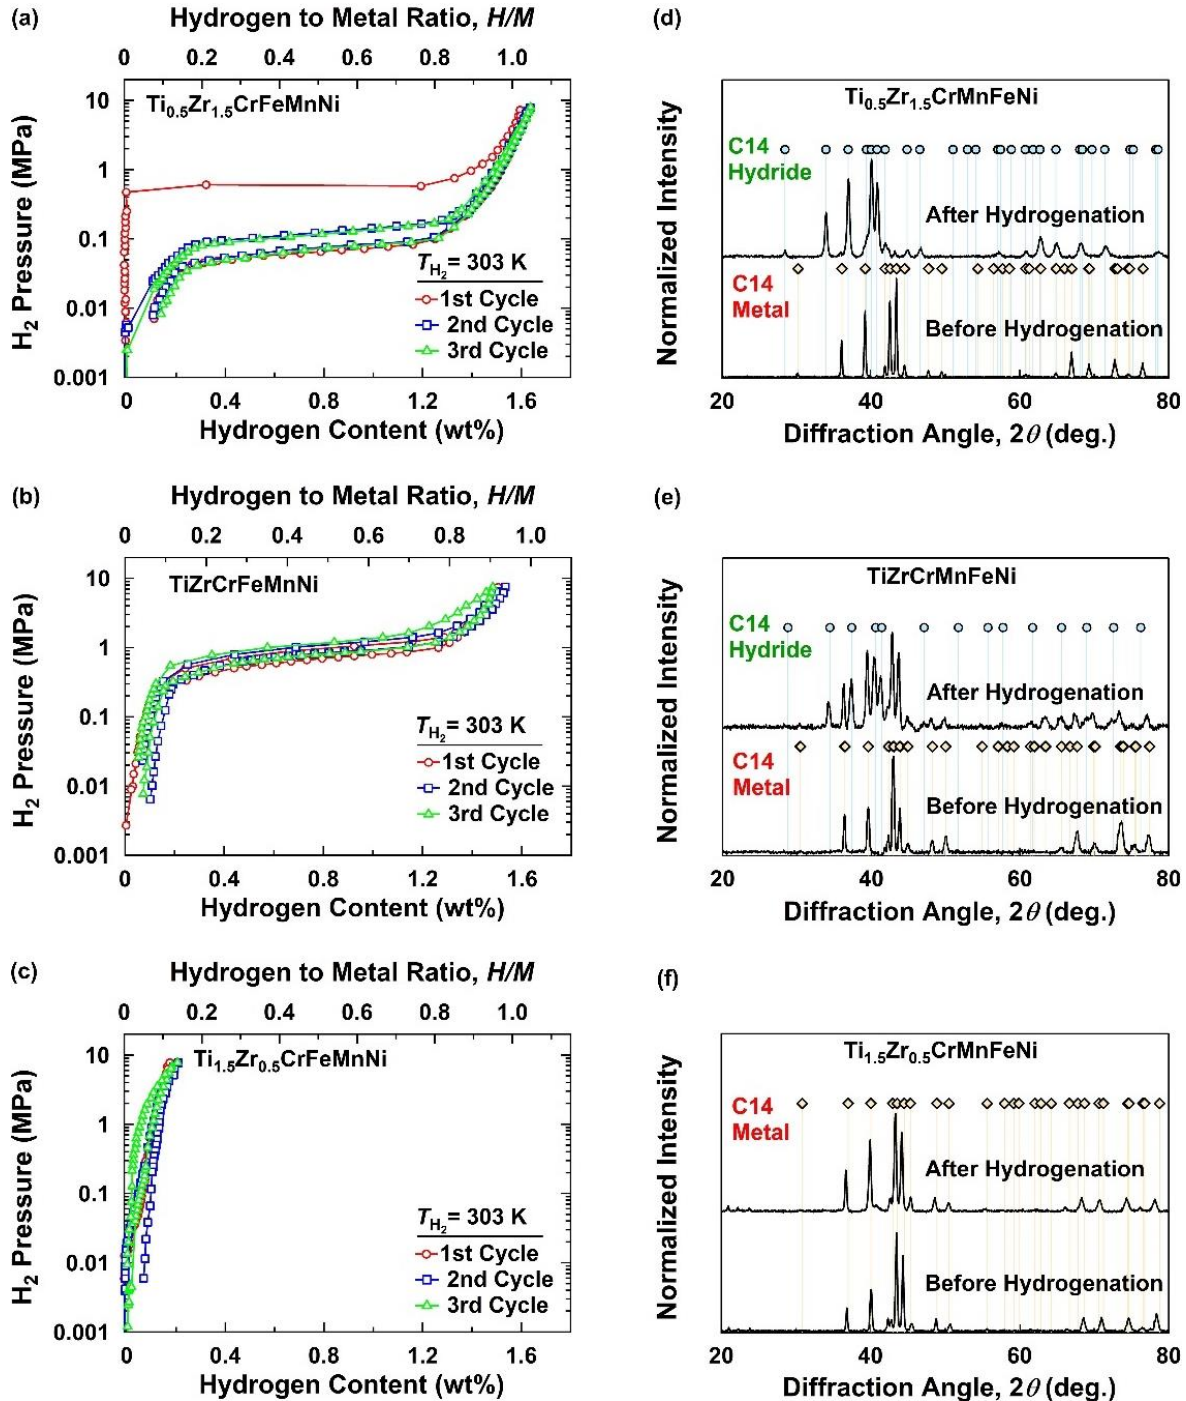 (a)
Hydrogen to Metal Ratio, H/M
0 0.2 0.4 0.6 0.8 1.0
Ti0.5Zr1.5CrFeMnNi
H2 Pressure (MPa)
10
1
0.1
0.01
0.001
TH2= 303 K
1st Cycle
2nd Cycle
3rd Cycle
0 0.4 0.8 1.2 1.6
Hydrogen Content (wt%)
(d)
Ti0.5Zr1.5CrMnFeNi
Normalized Intensity
C14
Hydride
After Hydrogenation
C14
Metal
Before Hydrogenation
20 40 60 80
Diffraction Angle, 2θ (deg.)
(b)
Hydrogen to Metal Ratio, H/M
0 0.2 0.4 0.6 0.8 1.0
TiZrCrFeMnNi
H2 Pressure (MPa)
10
1
0.1
0.01
0.001
TH2= 303 K
1st Cycle
2nd Cycle
3rd Cycle
0 0.4 0.8 1.2 1.6
Hydrogen Content (wt%)
(e)
TiZrCrMnFeNi
Normalized Intensity
C14
Hydride
After Hydrogenation
C14
Metal
Before Hydrogenation
20 40 60 80
Diffraction Angle, 2θ (deg.)
(c)
Hydrogen to Metal Ratio, H/M
0 0.2 0.4 0.6 0.8 1.0
Ti1.5Zr0.5CrFeMnNi
H2 Pressure (MPa)
10
1
0.1
0.01
0.001
TH2= 303 K
1st Cycle
2nd Cycle
3rd Cycle
0 0.4 0.8 1.2 1.6
Hydrogen Content (wt%)
(f)
Ti1.5Zr0.5CrMnFeNi
Normalized Intensity
C14
Metal
After Hydrogenation
Before Hydrogenation
20 40 60 80
Diffraction Angle, 2θ (deg.)